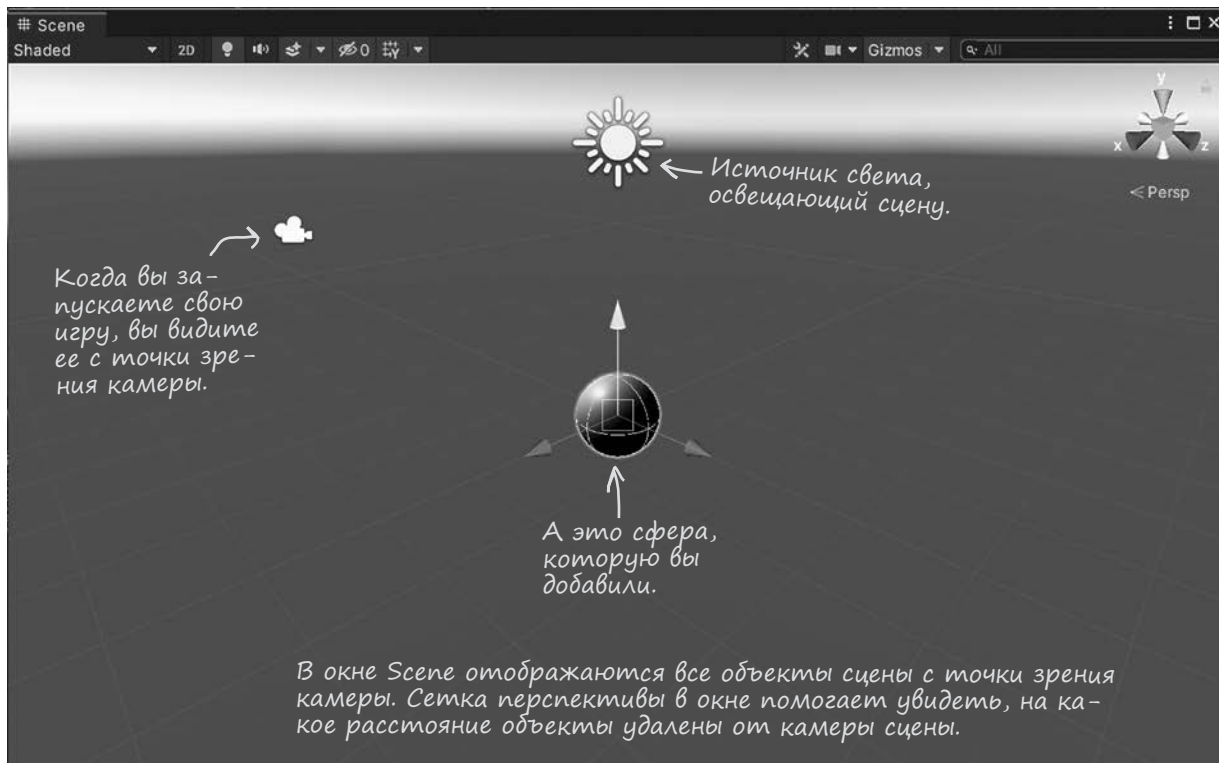 Scene
Shaded 2D 0 Gizmos All
y
x z
Persp
Источник света,
освещающий сцену.
Когда вы за-
пускаете свою
игру, вы видите
ее с точки зре-
ния камеры.
А это сфера,
которую вы
добавили.
В окне Scene отображаются все объекты сцены с точки зрения
камеры. Сетка перспективы в окне помогает увидеть, на ка-
кое расстояние объекты удалены от камеры сцены.